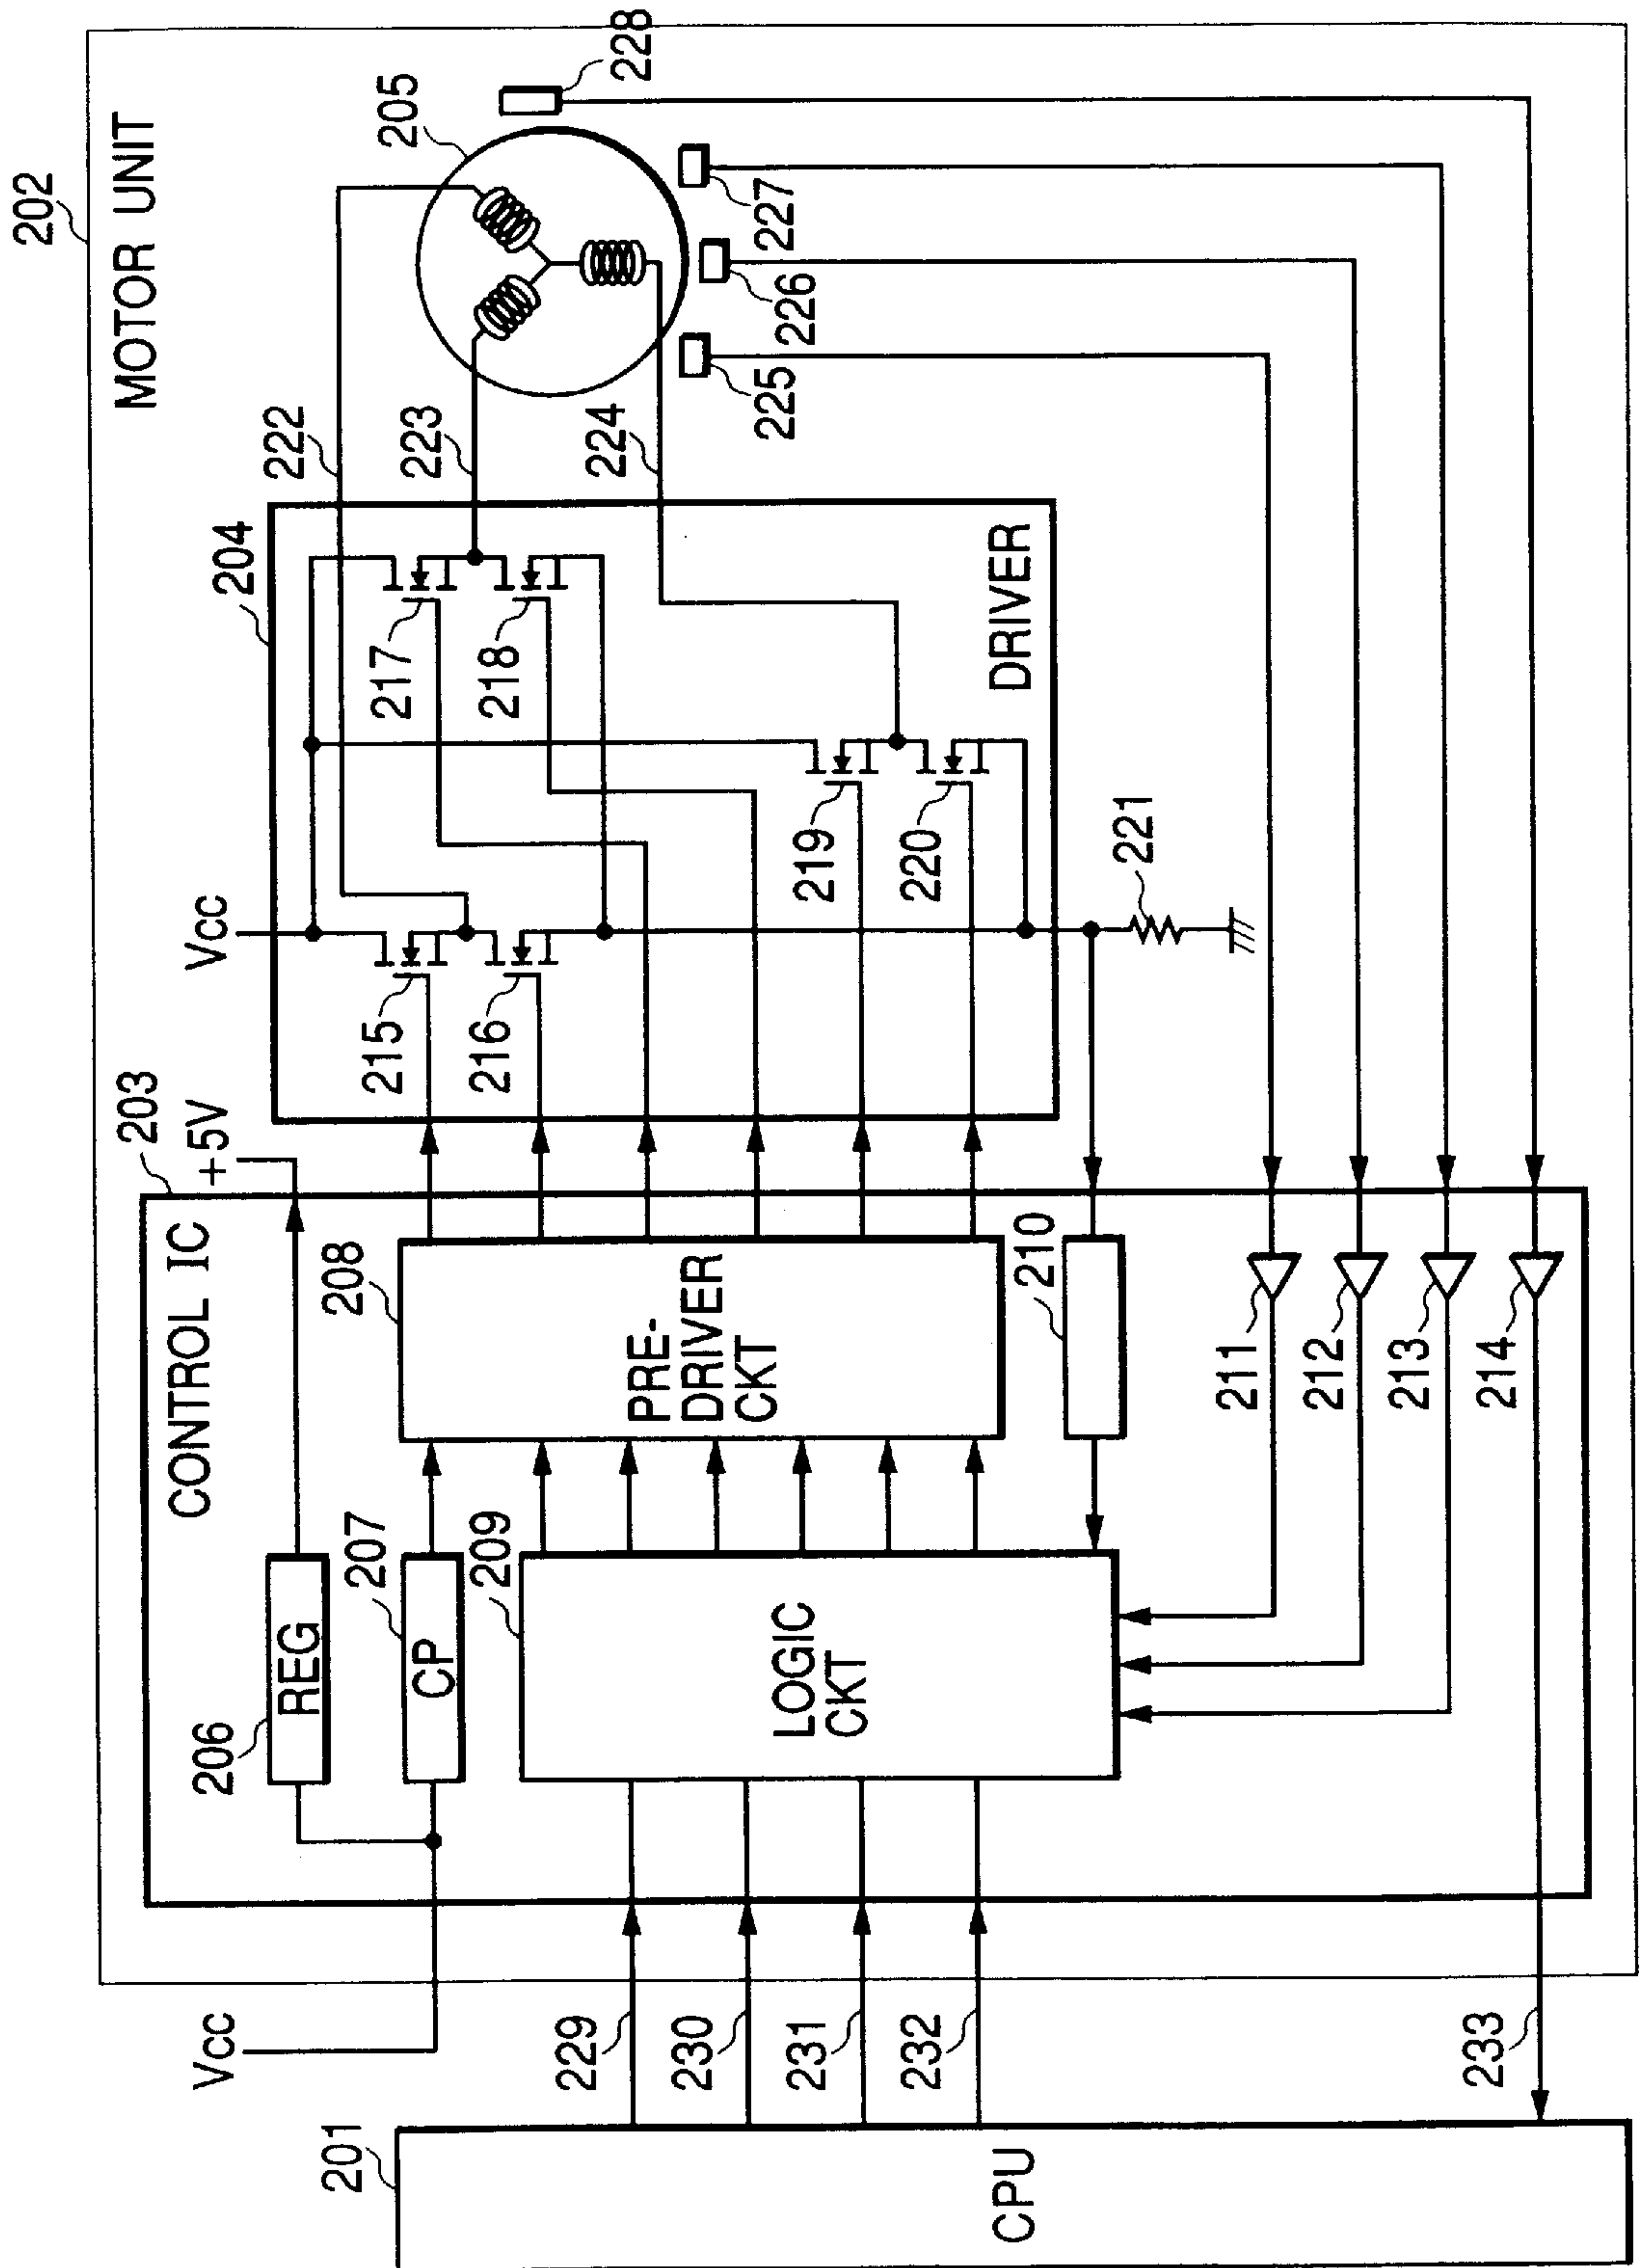 202
MOTOR UNIT
203
CONTROL IC
+5V
Vcc
Vcc
201
CPU
206
REG
207
CP
208
PRE-
DRIVER
CKT
209
LOGIC
CKT
210
211
212
213
214
204
DRIVER
215
216
217
218
219
220
221
222
223
224
205
225
226
227
228
229
230
231
232
233